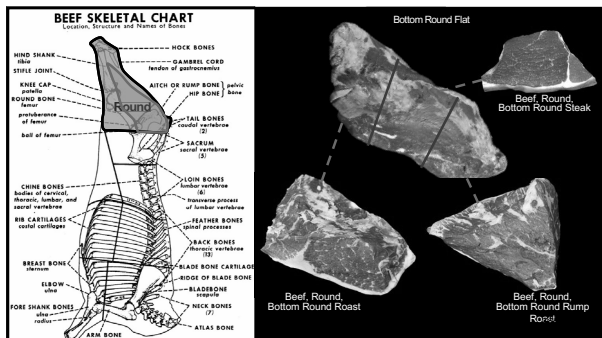 BEEF SKELETAL CHART
Location, Structure and Names of Bones
HOCK BONES
HIND SHANK
tibia
GAMBREL CORD
tendon of gastrocnemius
STIFLE JOINT
AITCH OR RUMP BONE
HIP BONE
pelvic
bone
KNEE CAP
patella
ROUND BONE
femur
Round
protuberance
of femur
TAIL BONES
caudal vertebrae
(2)
ball of femur
SACRUM
sacral vertebrae
(5)
CHINE BONES
bodies of cervical,
thoracic, lumbar, and
sacral vertebrae
LOIN BONES
lumbar vertebrae
(6)
transverse process
of lumbar vertebrae
RIB CARTILAGES
costal cartilages
FEATHER BONES
spinal processes
BACK BONES
thoracic vertebrae
(13)
BREAST BONE
sternum
BLADE BONE CARTILAGE
RIDGE OF BLADE BONE
ELBOW
ulna
BLADEBONE
scapula
FORE SHANK BONES
ulna
radius
NECK BONES
(7)
ATLAS BONE
ARM BONE
Bottom Round Flat
Beef, Round,
Bottom Round Steak
Beef, Round,
Bottom Round Roast
Beef, Round,
Bottom Round Rump
Roast